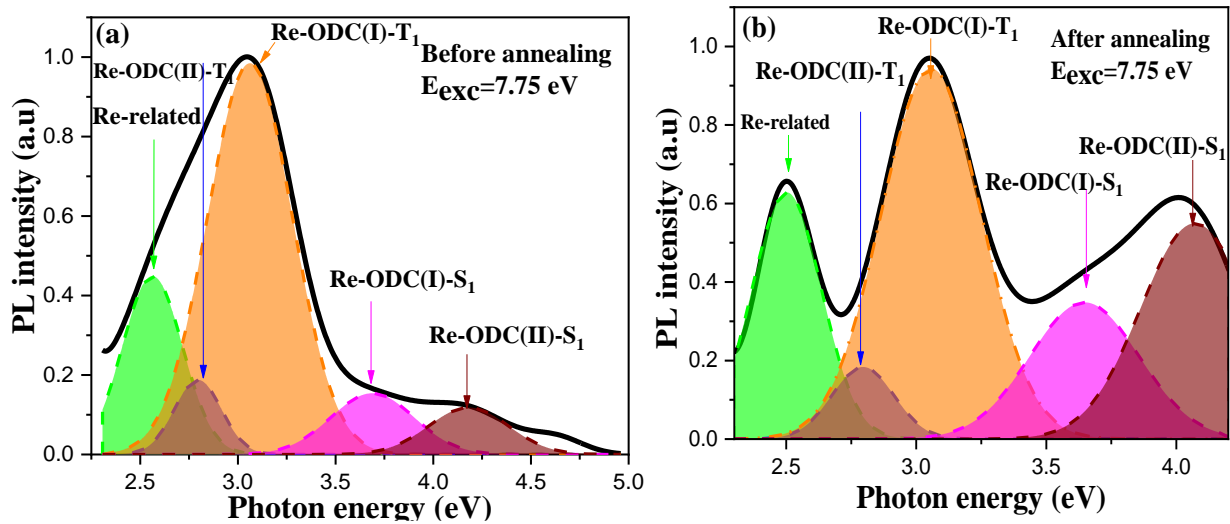 (a)
Re-ODC(I)-T1
Before annealing
Eexc=7.75 eV
Re-ODC(II)-T1
Re-related
Re-ODC(I)-S1
Re-ODC(II)-S1
PL intensity (a.u)
1.0
0.8
0.6
0.4
0.2
0.0
2.5 3.0 3.5 4.0 4.5 5.0
Photon energy (eV)
(b)
Re-ODC(I)-T1
After annealing
Eexc=7.75 eV
Re-ODC(II)-T1
Re-related
Re-ODC(II)-S1
Re-ODC(I)-S1
PL intensity (a.u)
1.0
0.8
0.6
0.4
0.2
0.0
2.5 3.0 3.5 4.0
Photon energy (eV)